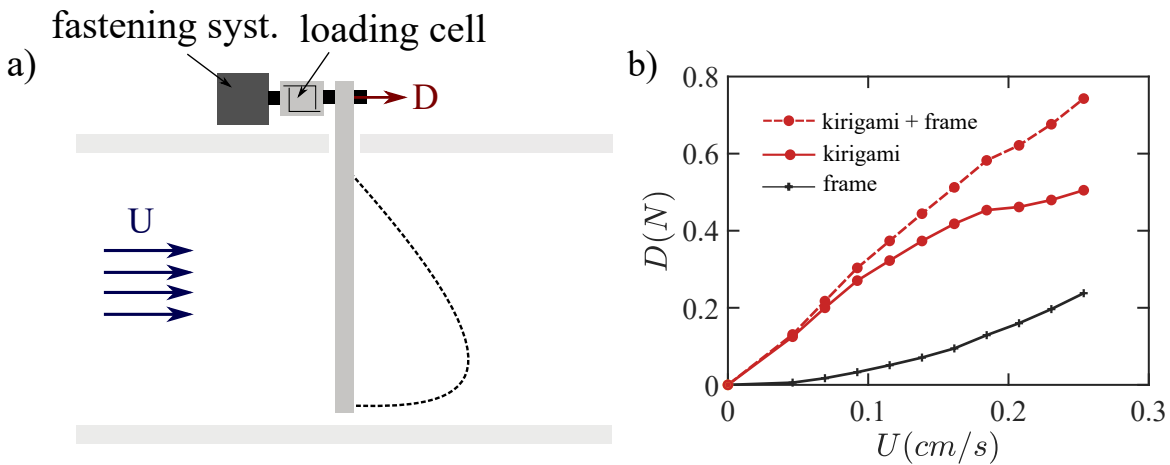 a)
fastening syst.
loading cell
D
U
b)
D(N)
0.8
0.6
0.4
0.2
0
kirigami + frame
kirigami
frame
0
0.1
0.2
0.3
U(cm/s)